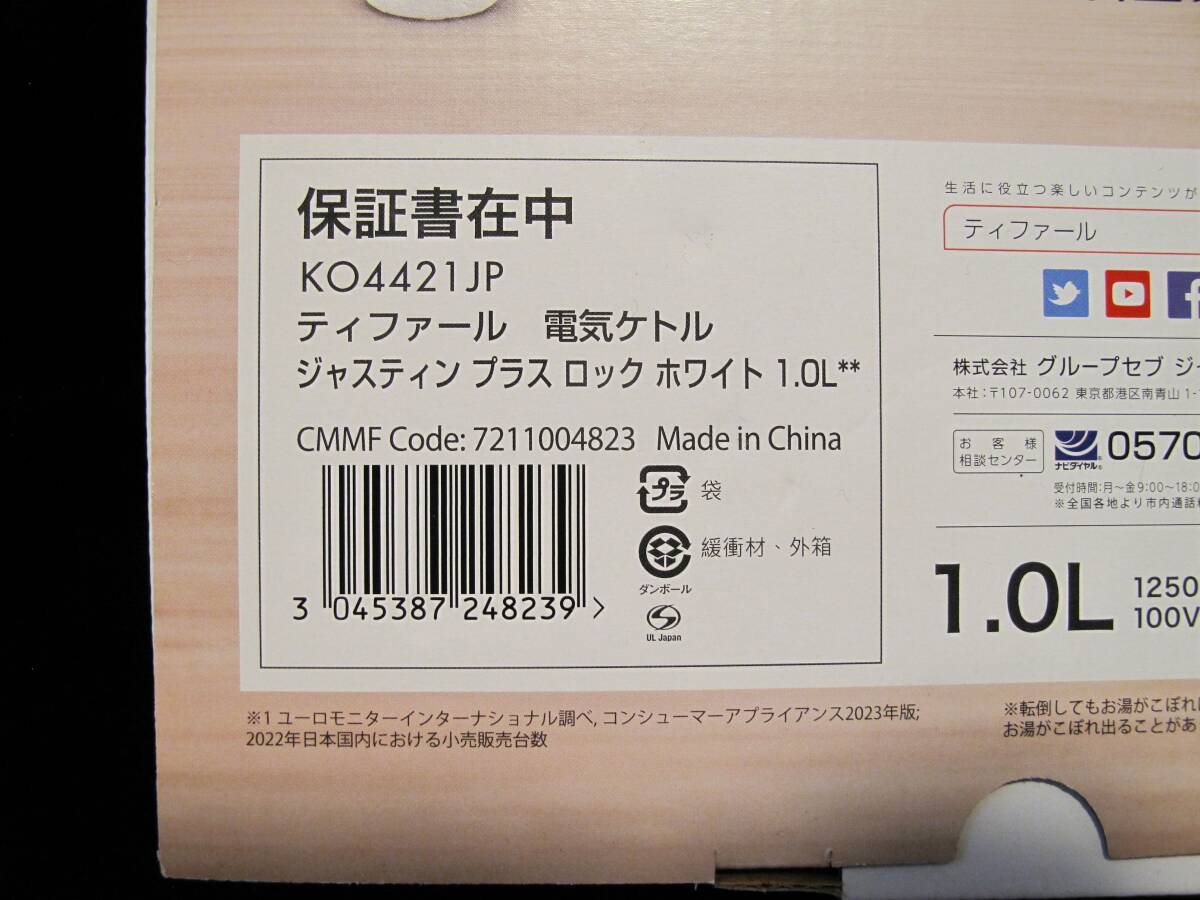 保証書在中
KO4421JP
ティファール 電気ケトル
ジャスティン プラス ロック ホワイト 1.0L**
CMMF Code: 7211004823 Made in China
プラ 袋
緩衝材、外箱
ダンボール
UL Japan
3 045387 248239 >
※1 ユーロモニターインターナショナル調べ, コンシューマーアプライアンス2023年版;
2022年日本国内における小売販売台数
生活に役立つ楽しいコンテンツが
ティファール
株式会社 グループセブ ジャ
本社:〒107-0062 東京都港区南青山 1-
お客様
相談センター
ナビダイヤル
0570
受付時間:月〜金9:00〜18:0
※全国各地より市内通話
1.0L
1250
100V
※転倒してもお湯がこぼれ
お湯がこぼれ出ることがあ